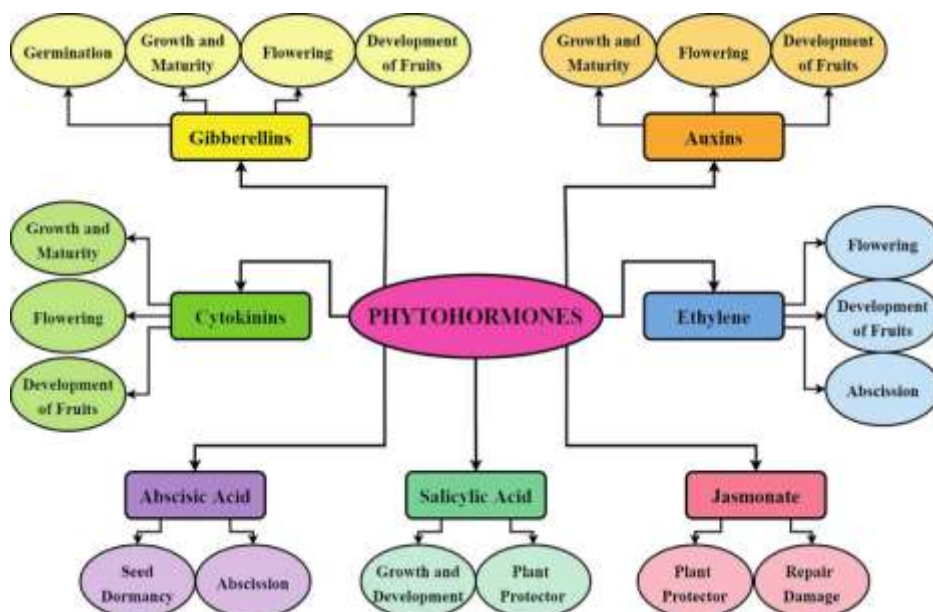 Germination
Growth and
Maturity
Flowering
Development
of Fruits
Growth and
Maturity
Flowering
Development
of Fruits
Gibberellins
Auxins
Growth and
Maturity
Flowering
Development
of Fruits
Cytokinins
PHYTOHORMONES
Ethylene
Flowering
Development
of Fruits
Abscission
Abscisic Acid
Salicylic Acid
Jasmonate
Seed
Dormancy
Abscission
Growth and
Development
Plant
Protector
Plant
Protector
Repair
Damage